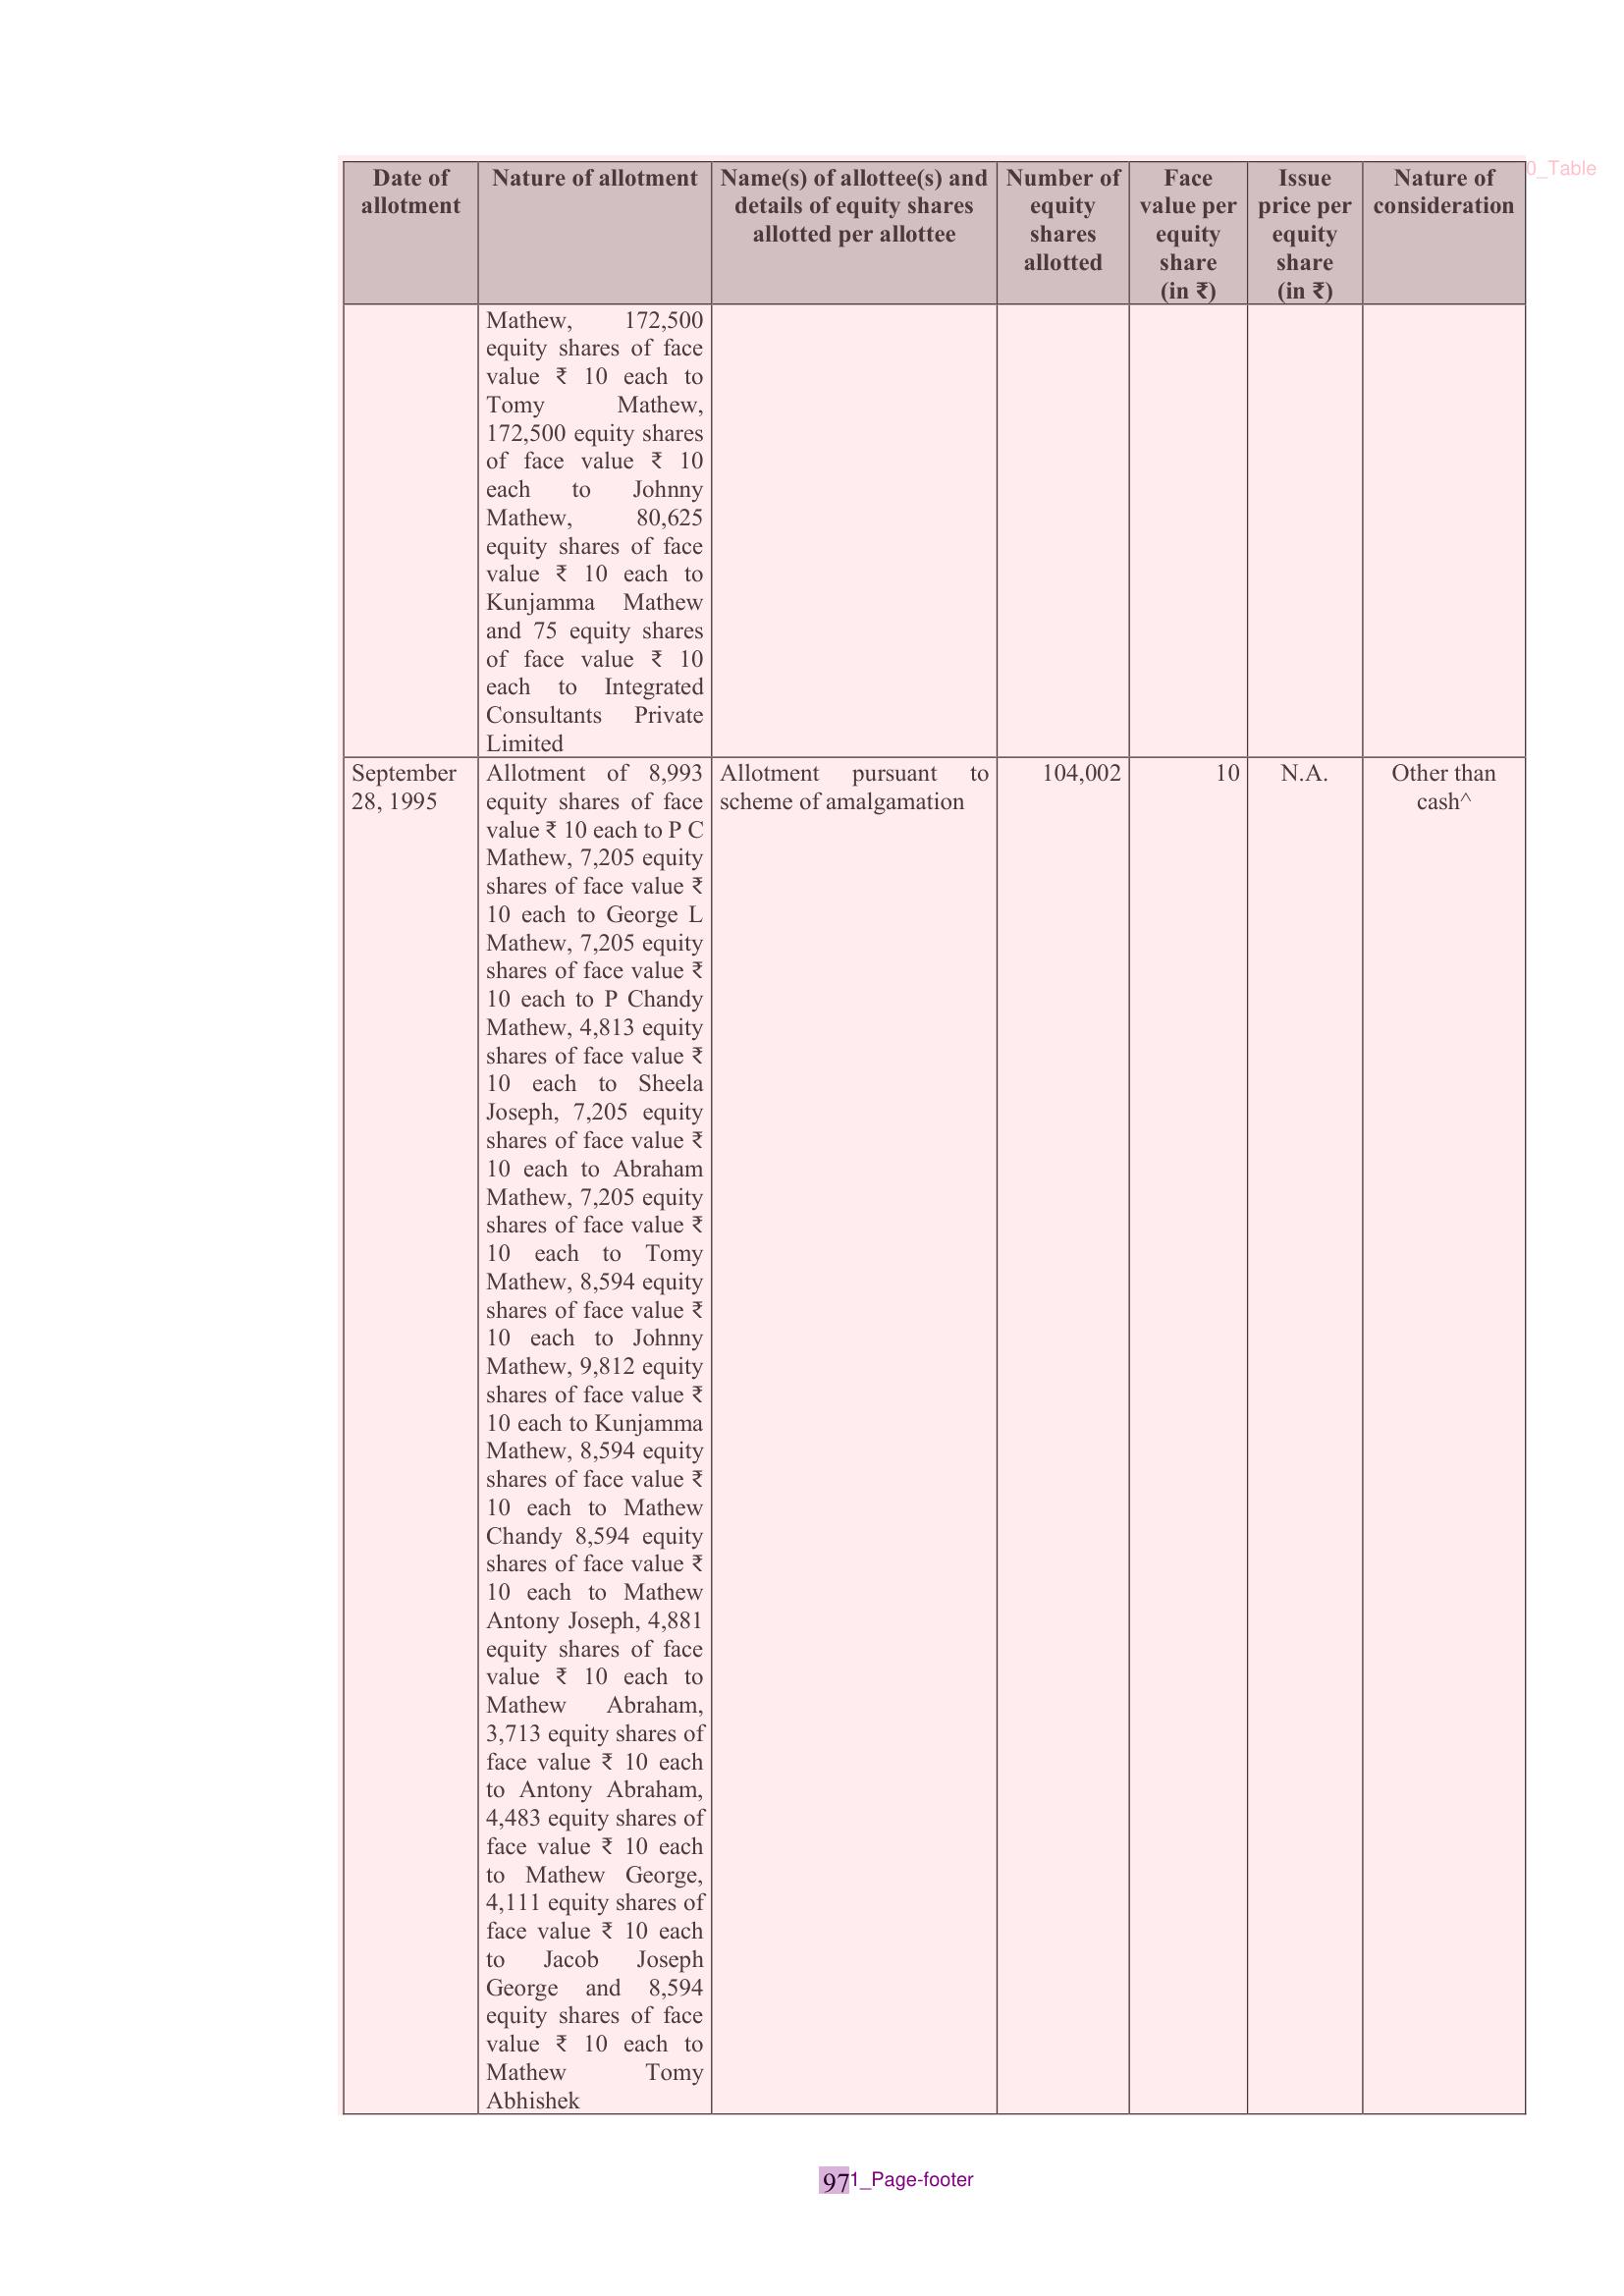 Date of allotment
Nature of allotment
Name(s) of allottee(s) and details of equity shares allotted per allottee
Number of equity shares allotted
Face value per equity share (in ₹)
Issue price per equity share (in ₹)
Nature of consideration
0_Table
Mathew, 172,500
equity shares of face
value ₹ 10 each to
Tomy Mathew,
172,500 equity shares
of face value ₹ 10
each to Johnny
Mathew, 80,625
equity shares of face
value ₹ 10 each to
Kunjamma Mathew
and 75 equity shares
of face value ₹ 10
each to Integrated
Consultants Private
Limited
September
28, 1995
Allotment of 8,993
equity shares of face
value ₹ 10 each to P C
Mathew, 7,205 equity
shares of face value ₹
10 each to George L
Mathew, 7,205 equity
shares of face value ₹
10 each to P Chandy
Mathew, 4,813 equity
shares of face value ₹
10 each to Sheela
Joseph, 7,205 equity
shares of face value ₹
10 each to Abraham
Mathew, 7,205 equity
shares of face value ₹
10 each to Tomy
Mathew, 8,594 equity
shares of face value ₹
10 each to Johnny
Mathew, 9,812 equity
shares of face value ₹
10 each to Kunjamma
Mathew, 8,594 equity
shares of face value ₹
10 each to Mathew
Chandy 8,594 equity
shares of face value ₹
10 each to Mathew
Antony Joseph, 4,881
equity shares of face
value ₹ 10 each to
Mathew Abraham,
3,713 equity shares of
face value ₹ 10 each
to Antony Abraham,
4,483 equity shares of
face value ₹ 10 each
to Mathew George,
4,111 equity shares of
face value ₹ 10 each
to Jacob Joseph
George and 8,594
equity shares of face
value ₹ 10 each to
Mathew Tomy
Abhishek
Allotment pursuant to
scheme of amalgamation
104,002
10
N.A.
Other than
cash^
97
1_Page-footer